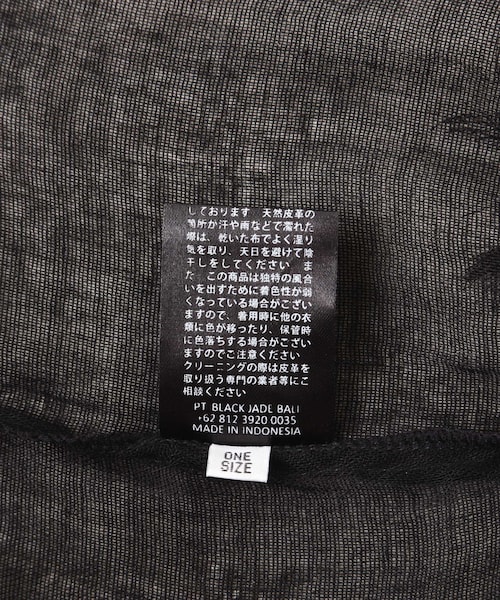 しております 天然皮革の
箇所が汗や雨などで濡れた
際は、乾いた布でよく湿り
気を取り、天日を避けて陰
干しをしてください ま
た この商品は独特の風合
いを出すために着色性が弱
くなっている場合がござい
ますので、着用時に他の衣
類に色が移ったり、保管時
に色落ちする場合がござい
ますのでご注意ください
クリーニングの際は皮革を
取り扱う専門の業者等にご
相談ください
PT BLACK JADE BALI
+62 812 3920 0035
MADE IN INDONESIA
ONE
SIZE